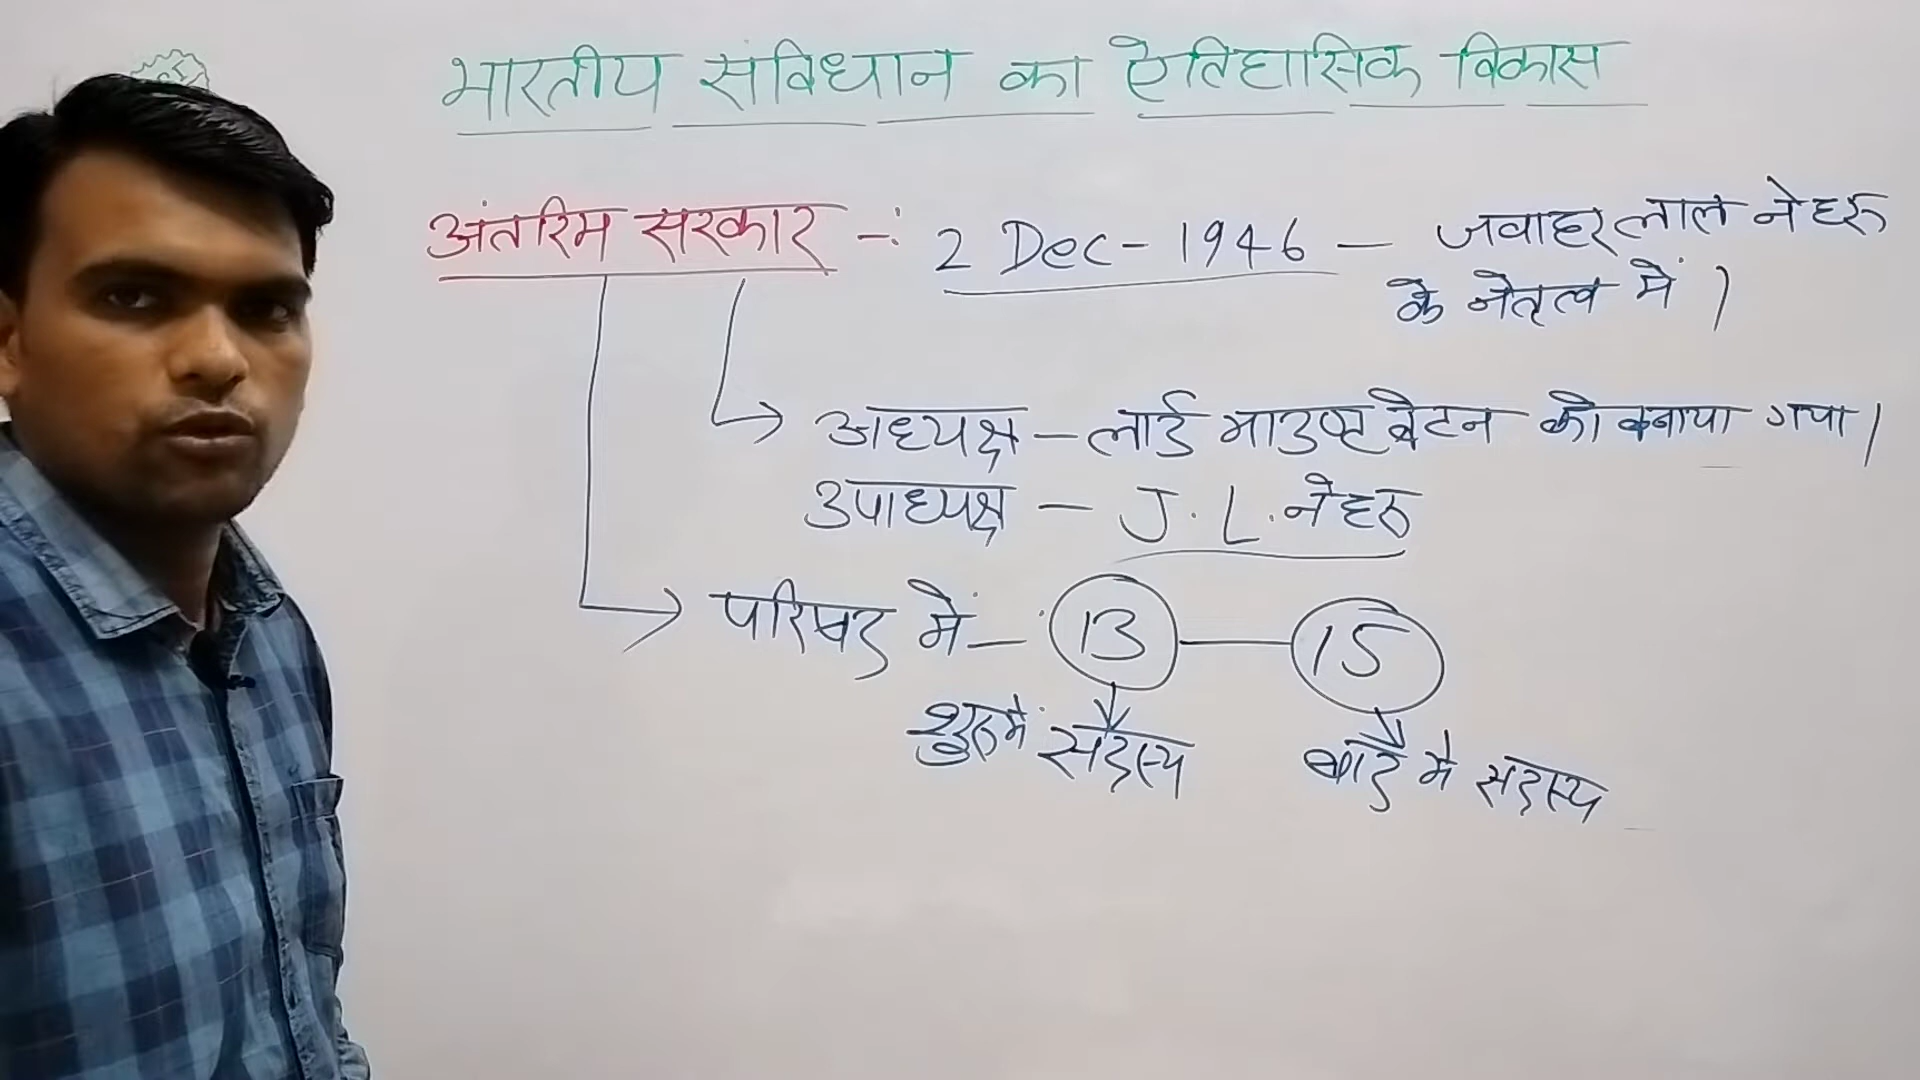 भारतीय संविधान का ऐतिहासिक विकास
अंतरिम सरकार -: 2 Dec - 1946 - जवाहर लाल नेहरू
के नेतृत्व में।
अध्यक्ष - लार्ड माउण्ट बेटन को बनाया गया।
उपाध्यक्ष - J. L. नेहरू
परिषद में - 13 - 15
शुरू में सदस्य बाद में सदस्य